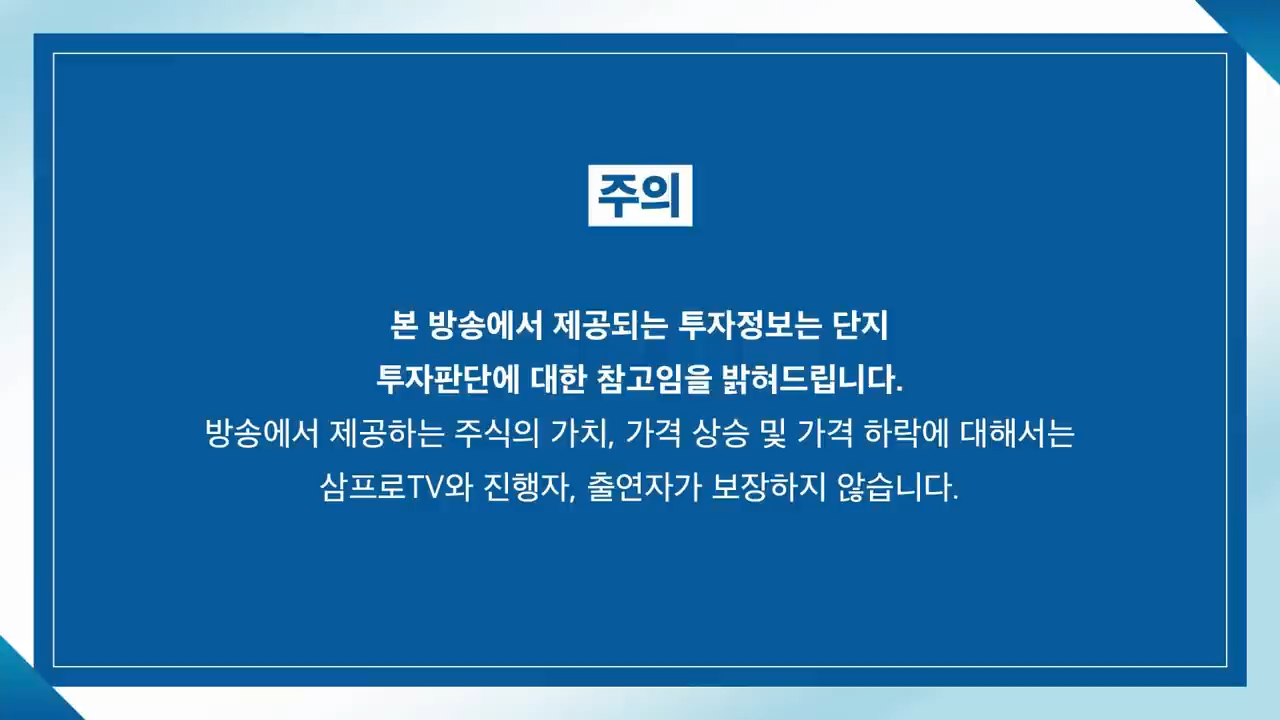 주의
본 방송에서 제공되는 투자정보는 단지
투자판단에 대한 참고임을 밝혀드립니다.
방송에서 제공하는 주식의 가치, 가격 상승 및 가격 하락에 대해서는
삼프로TV와 진행자, 출연자가 보장하지 않습니다.